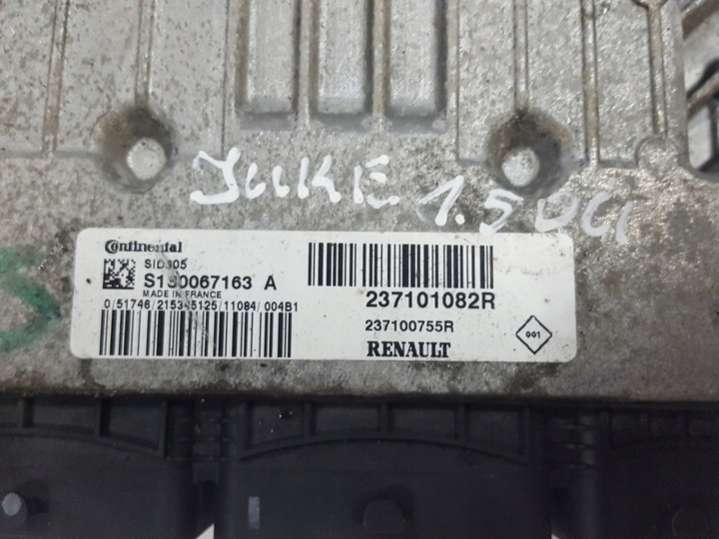 JUKE 1.5 DCI
Continental
SID305
S180067163 A
MADE IN FRANCE
0/51746/215345125/11084/004B1
237101082R
237100755R
RENAULT
001